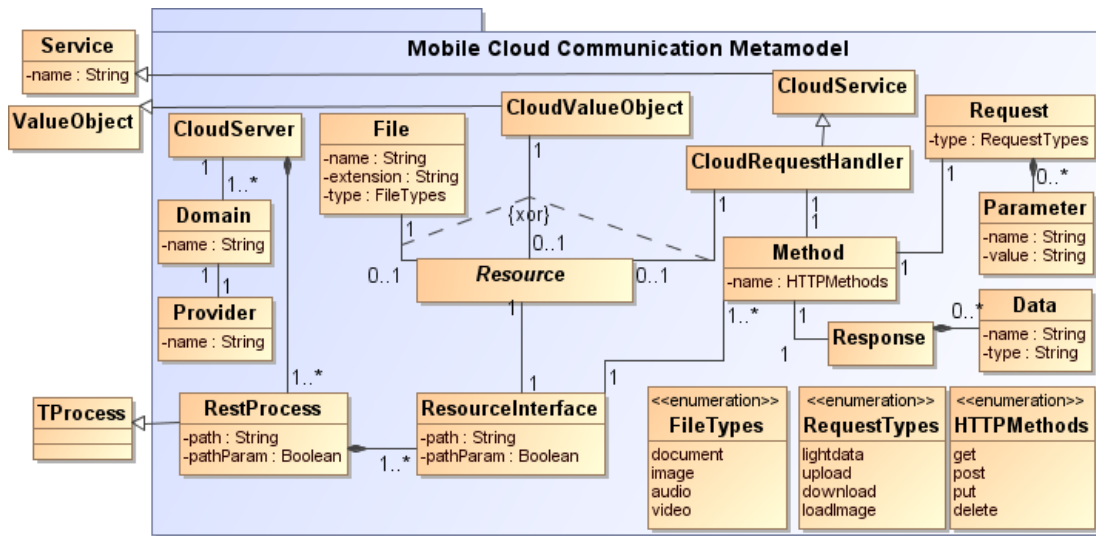 Mobile Cloud Communication Metamodel
Service
-name : String
ValueObject
CloudServer
1
1..*
Domain
-name : String
1
1
Provider
-name : String
File
-name : String
-extension : String
-type : FileTypes
1
0..1
CloudValueObject
1
{xor}
0..1
Resource
1
0..1
CloudService
CloudRequestHandler
1
1
1
Method
-name : HTTPMethods
1..*
1
1
Request
-type : RequestTypes
1
0..*
Parameter
-name : String
-value : String
1
Response
0..*
Data
-name : String
-type : String
TProcess
1..*
RestProcess
-path : String
-pathParam : Boolean
1..*
1
1
ResourceInterface
-path : String
-pathParam : Boolean
<<enumeration>>
FileTypes
document
image
audio
video
<<enumeration>>
RequestTypes
lightdata
upload
download
loadImage
<<enumeration>>
HTTPMethods
get
post
put
delete